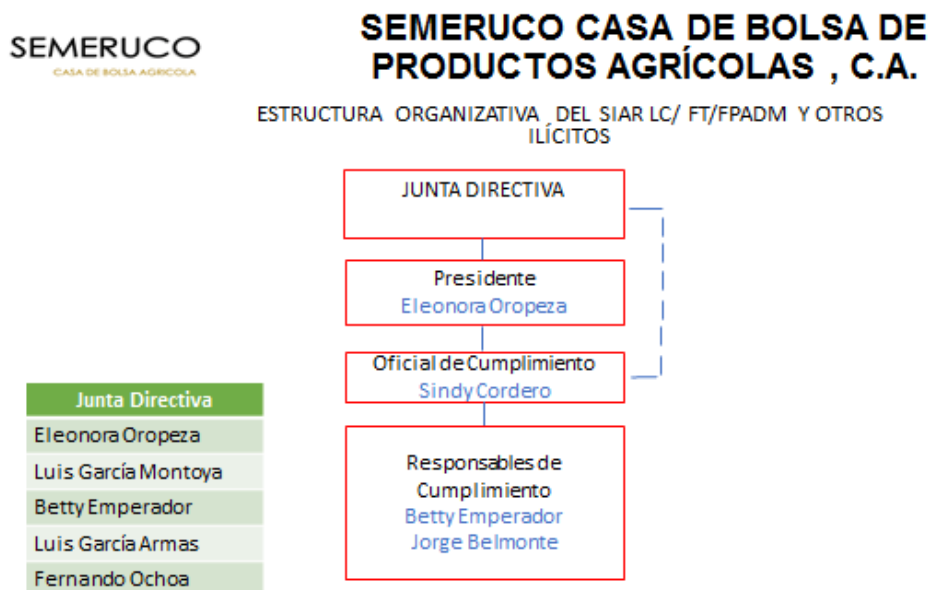 SEMERUCO
CASA DE BOLSA AGRICOLA
SEMERUCO CASA DE BOLSA DE
PRODUCTOS AGRÍCOLAS , C.A.
ESTRUCTURA ORGANIZATIVA DEL SIAR LC/ FT/FPADM Y OTROS
ILÍCITOS
JUNTA DIRECTIVA
Presidente
Eleonora Oropeza
Oficial de Cumplimiento
Sindy Cordero
Responsables de
Cumplimiento
Betty Emperador
Jorge Belmonte
Junta Directiva
Eleonora Oropeza
Luis García Montoya
Betty Emperador
Luis García Armas
Fernando Ochoa